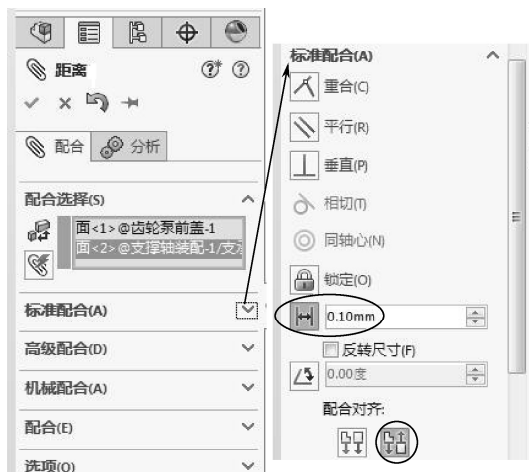 距离
配合
分析
配合选择(S)
面<1>@齿轮泵前盖-1
面<2>@支撑轴装配-1/支
标准配合(A)
高级配合(D)
机械配合(A)
配合(E)
选项(O)
标准配合(A)
重合(C)
平行(R)
垂直(P)
相切(T)
同轴心(N)
锁定(O)
0.10mm
反转尺寸(F)
0.00度
配合对齐: